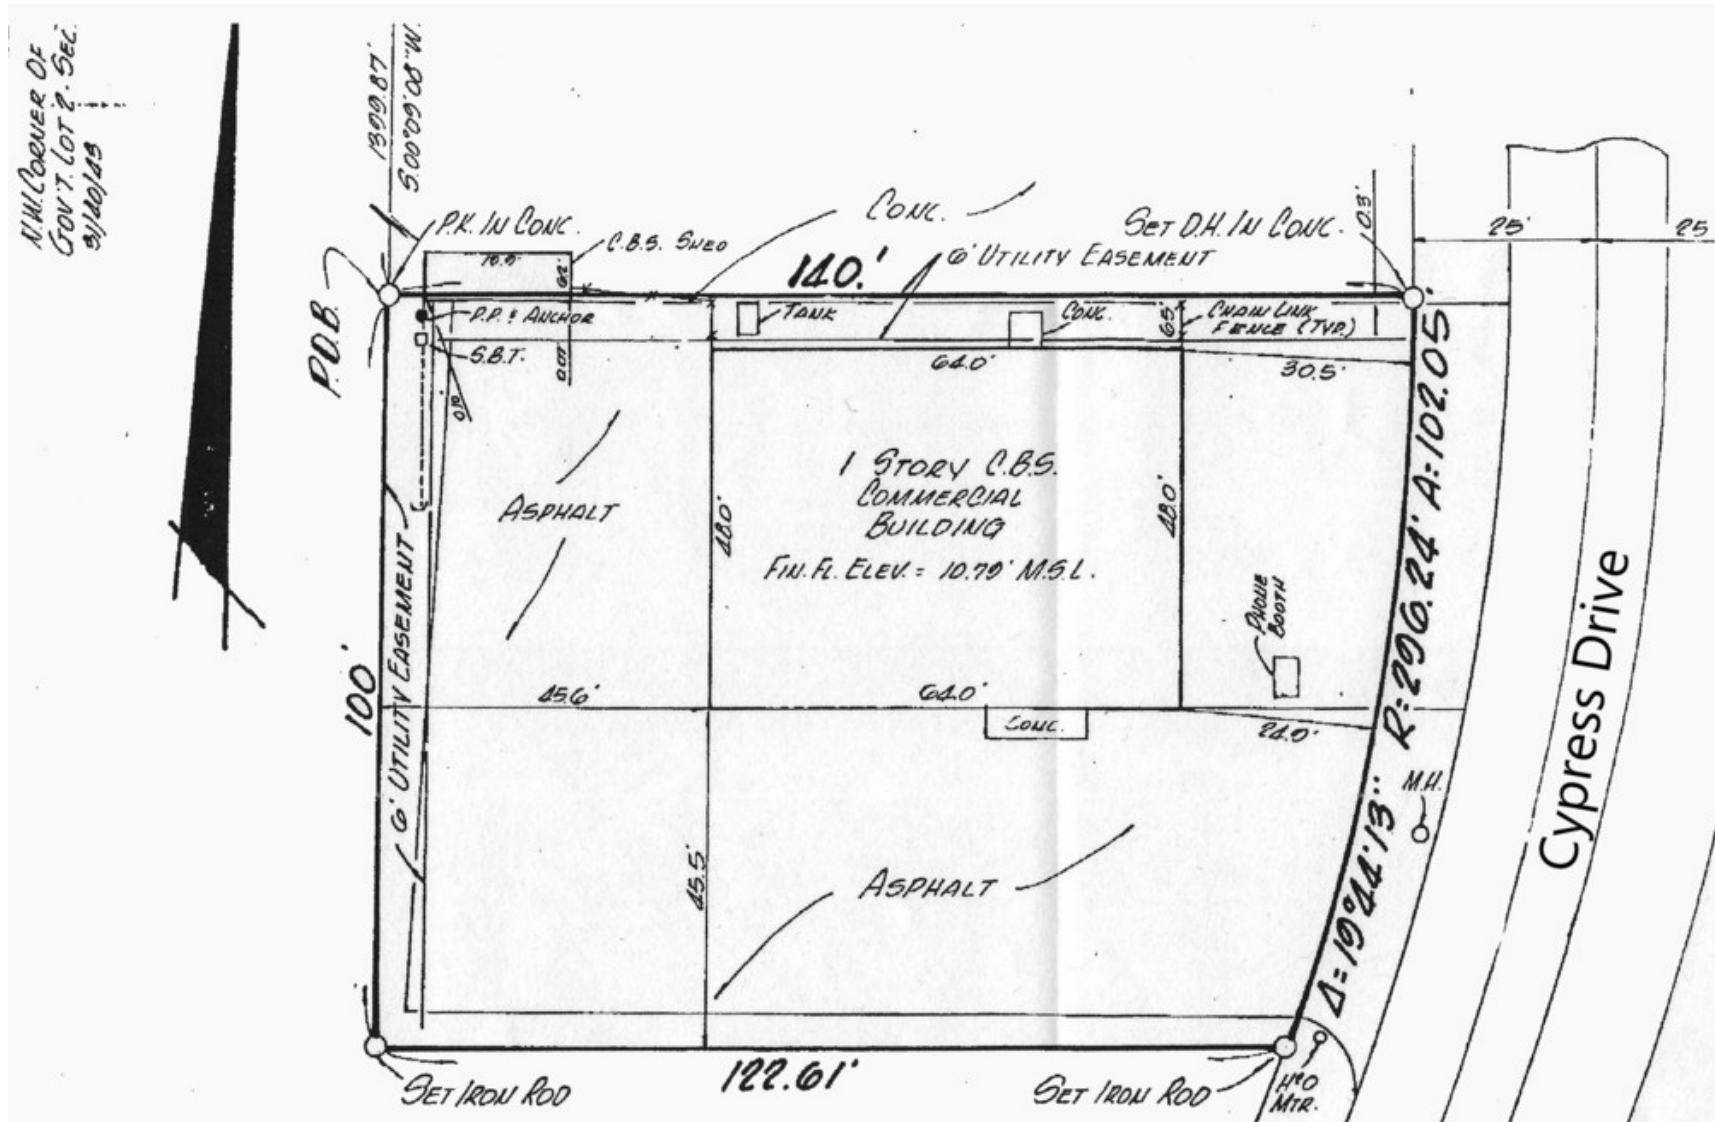 N.W. CORNER OF
GOV'T. LOT 2 - SEC.
31/40/43
1399.87'
S.00°09'08"W.
P.K. IN CONC.
C.B.S. SHED
CONC.
SET D.H. IN CONC.
0.3'
25'
25
140.'
6' UTILITY EASEMENT
P.O.B.
P.P. & ANCHOR
TANK
CONC.
6.5'
CHAIN LINK
FENCE (TYP.)
S.B.T.
64.0'
30.5'
1 STORY C.B.S.
COMMERCIAL
BUILDING
FIN. FL. ELEV. = 10.79' M.S.L.
ASPHALT
48.0'
48.0'
PHONE
BOOTH
R=296.24' A=102.05'
Δ=19°44'13"
Cypress Drive
100'
6' UTILITY EASEMENT
45.6'
64.0'
CONC.
24.0'
M.H.
45.5'
ASPHALT
122.61'
SET IRON ROD
SET IRON ROD
H2O
MTR.